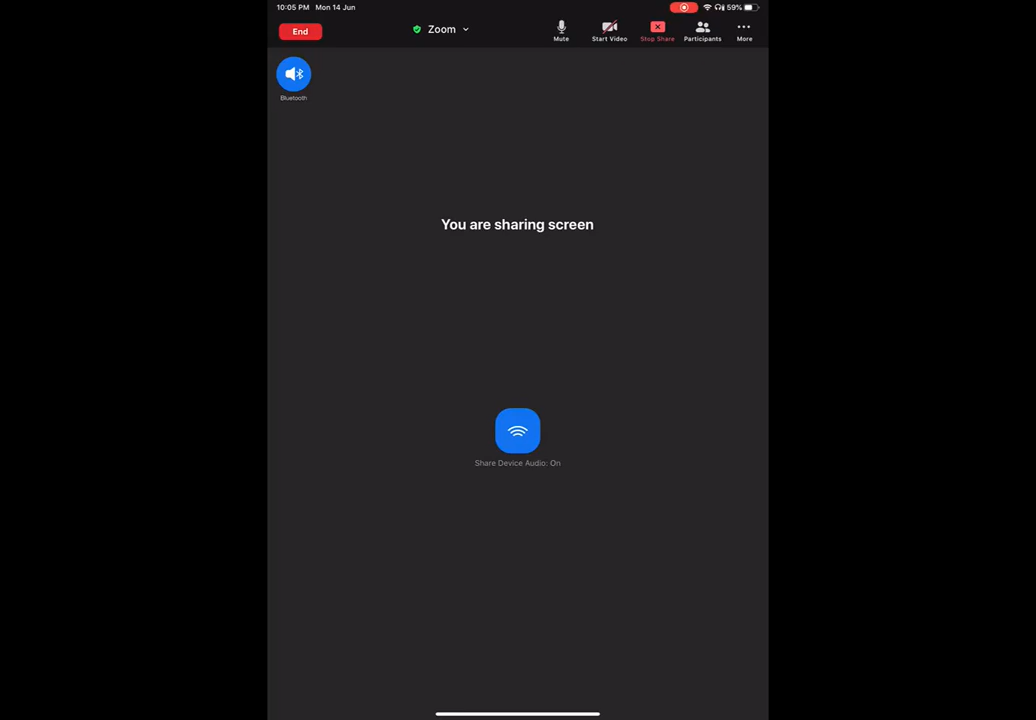 10:05 PM Mon 14 Jun
59%
End
Zoom
Mute
Start Video
Stop Share
Participants
More
Bluetooth
You are sharing screen
Share Device Audio: On